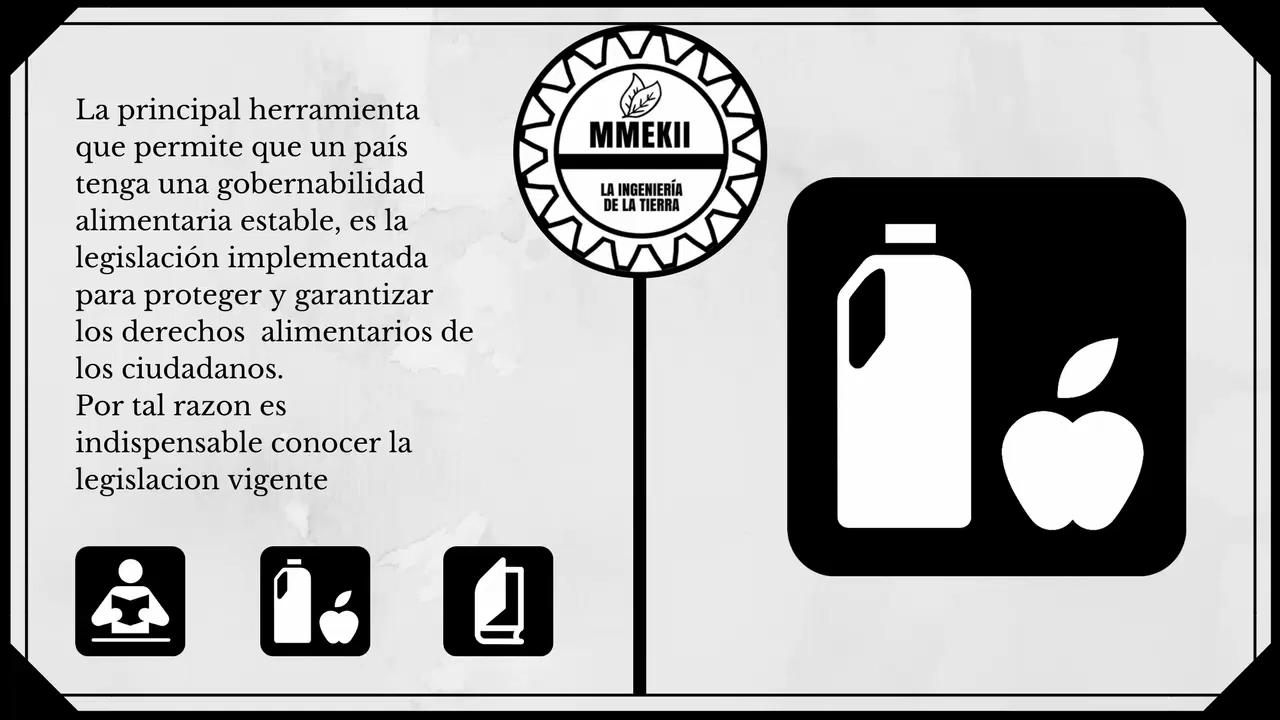 La principal herramienta
que permite que un país
tenga una gobernabilidad
alimentaria estable, es la
legislación implementada
para proteger y garantizar
los derechos  alimentarios de
los ciudadanos.
Por tal razon es
indispensable conocer la
legislacion vigente
MMEKII
LA INGENIERÍA
DE LA TIERRA